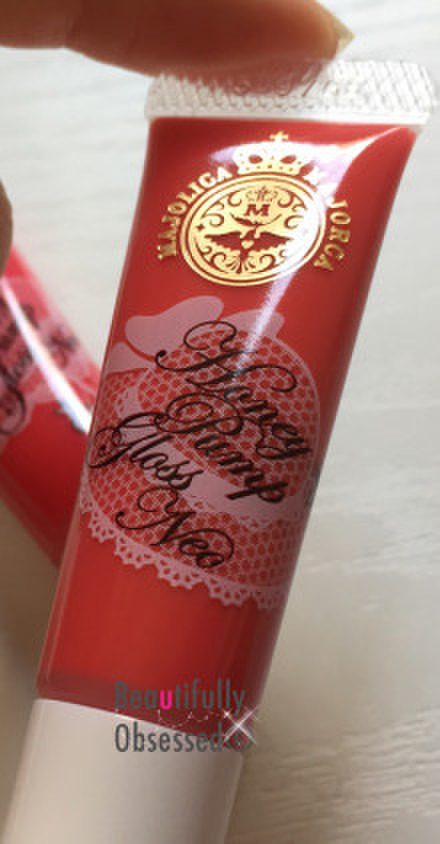 MAJOLICA MAJORCA
M
Honey
Pump
Gloss
Neo
Beautifully
Obsessed